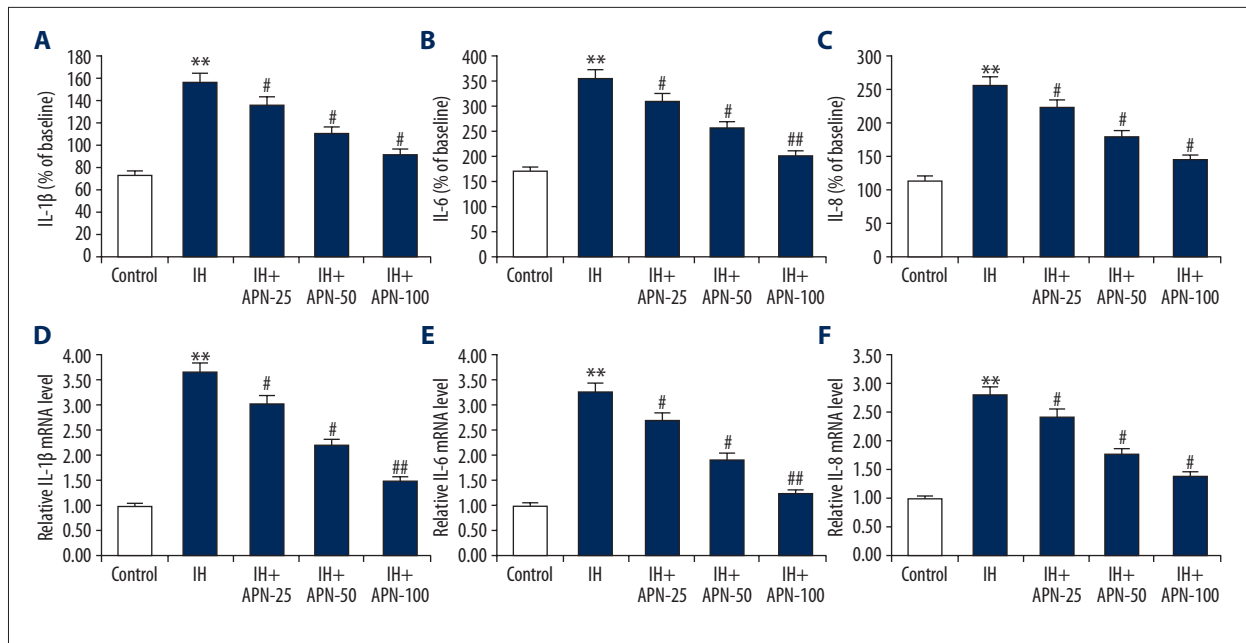 A
IL-1β (% of baseline)
180
160
140
120
100
80
60
40
20
0
**
#
#
#
Control
IH
IH+
APN-25
IH+
APN-50
IH+
APN-100
B
IL-6 (% of baseline)
400
350
300
250
200
150
100
50
0
**
#
#
##
Control
IH
IH+
APN-25
IH+
APN-50
IH+
APN-100
C
IL-8 (% of baseline)
300
250
200
150
100
50
0
**
#
#
#
Control
IH
IH+
APN-25
IH+
APN-50
IH+
APN-100
D
Relative IL-1β mRNA level
4.00
3.50
3.00
2.50
2.00
1.50
1.00
0.50
0.00
**
#
#
##
Control
IH
IH+
APN-25
IH+
APN-50
IH+
APN-100
E
Relative IL-6 mRNA level
4.00
3.50
3.00
2.50
2.00
1.50
1.00
0.50
0.00
**
#
#
##
Control
IH
IH+
APN-25
IH+
APN-50
IH+
APN-100
F
Relative IL-8 mRNA level
3.50
3.00
2.50
2.00
1.50
1.00
0.50
0.00
**
#
#
#
Control
IH
IH+
APN-25
IH+
APN-50
IH+
APN-100